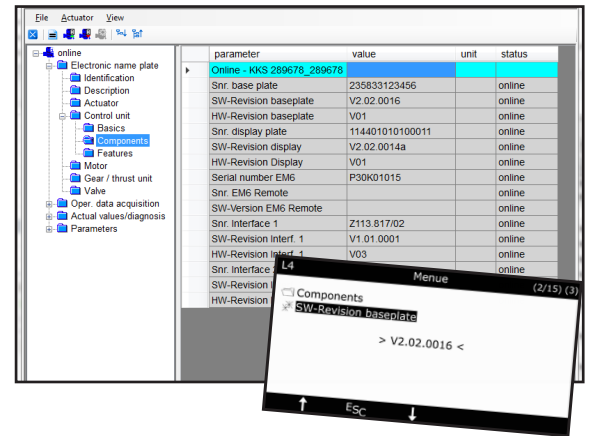 File Actuator View
online
Electronic name plate
Identification
Description
Actuator
Control unit
Basics
Components
Features
Motor
Gear / thrust unit
Valve
Oper. data acquisition
Actual values/diagnosis
Parameters
parameter value unit status
Online - KKS 289678_289678
Snr. base plate 235833123456 online
SW-Revision baseplate V2.02.0016 online
HW-Revision baseplate V01 online
Snr. display plate 114401010100011 online
SW-Revision display V2.02.0014a online
HW-Revision Display V01 online
Serial number EM6 P30K01015 online
Snr. EM6 Remote online
SW-Version EM6 Remote online
Snr. Interface 1 Z113.817/02 online
SW-Revision Interf. 1 V1.01.0001 online
HW-Revision Interf. 1 V03 online
Snr. Interface online
SW-Revision
HW-Revision
L4 Menue (2/15) (3)
Components
SW-Revision baseplate
> V2.02.0016 <
ESC